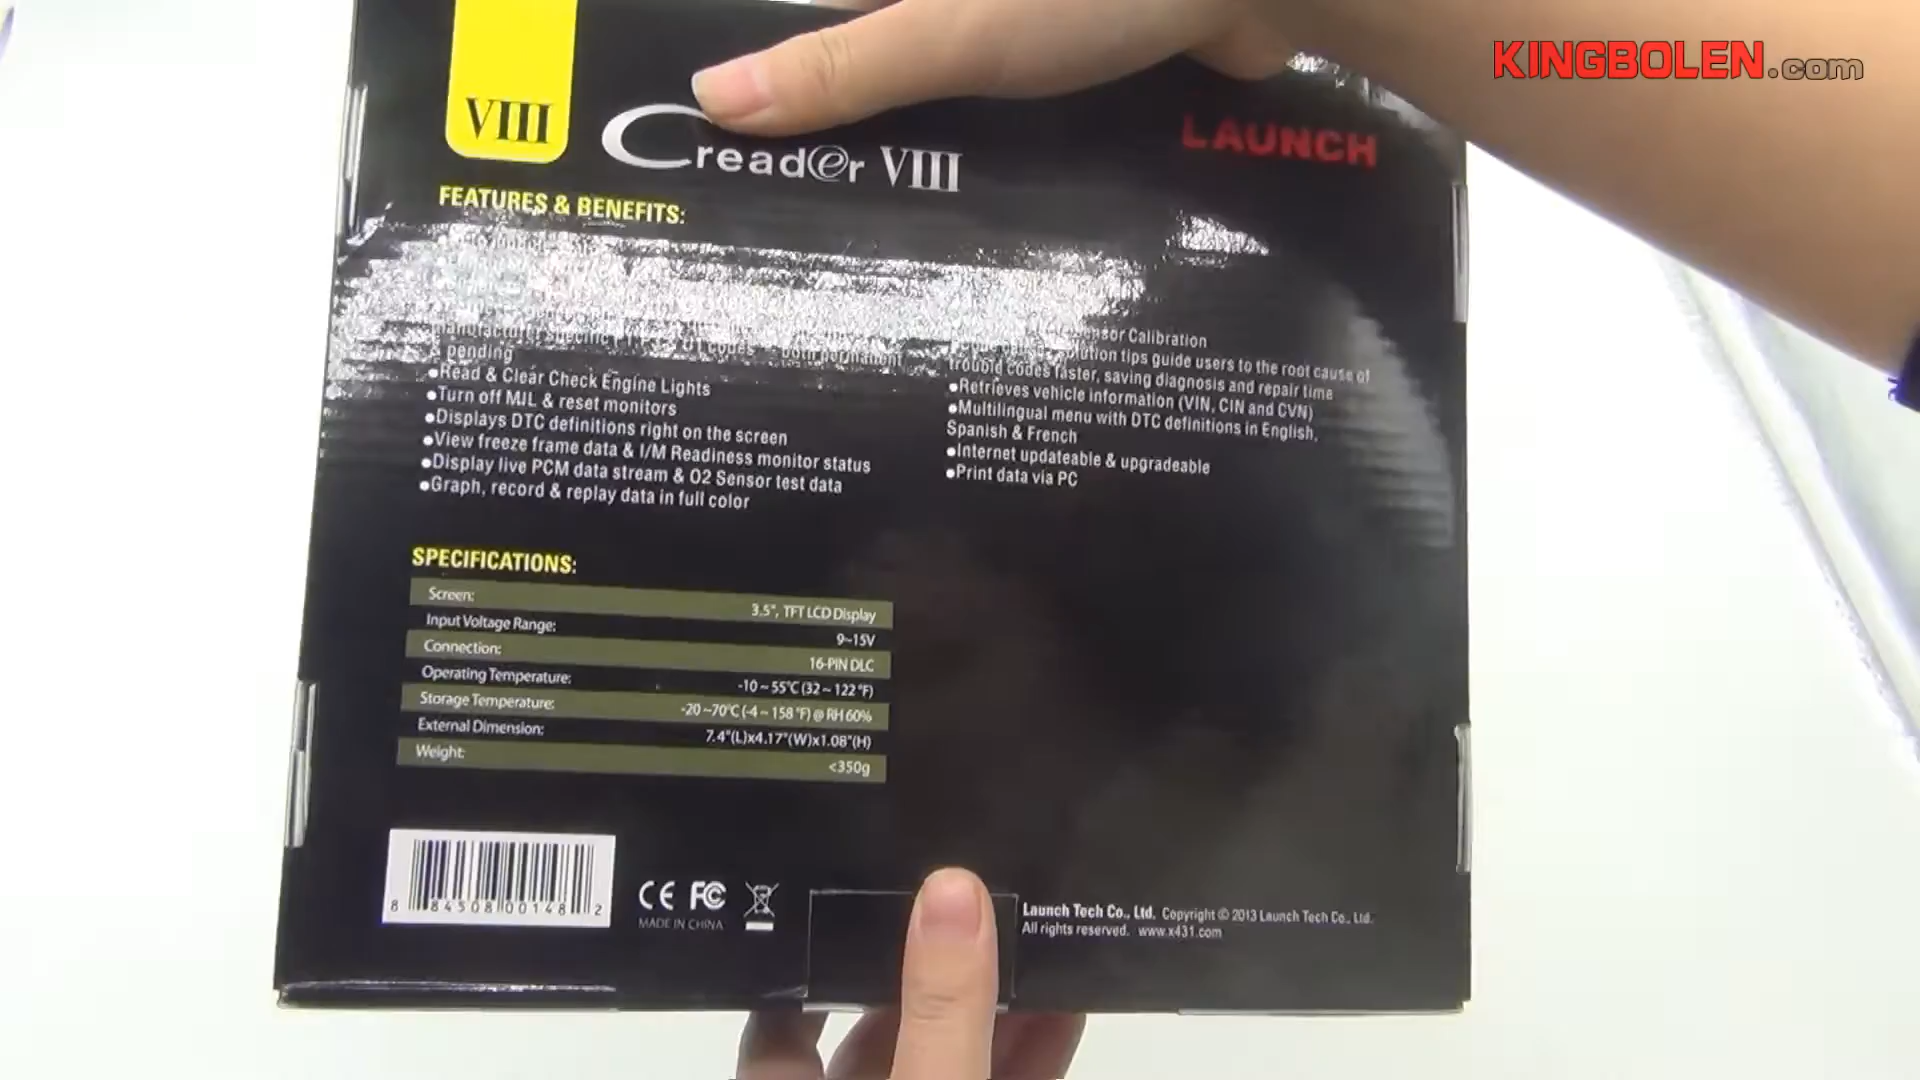 KINGBOLEN.com
VIII
Creader VIII
LAUNCH
FEATURES & BENEFITS:
manufacturer specific codes both permanent
& pending
●Read & Clear Check Engine Lights
●Turn off MIL & reset monitors
●Displays DTC definitions right on the screen
●View freeze frame data & I/M Readiness monitor status
●Display live PCM data stream & O2 Sensor test data
●Graph, record & replay data in full color
Sensor Calibration
solution tips guide users to the root cause of
trouble codes faster, saving diagnosis and repair time
●Retrieves vehicle information (VIN, CIN and CVN)
●Multilingual menu with DTC definitions in English,
Spanish & French
●Internet updateable & upgradeable
●Print data via PC
SPECIFICATIONS:
Screen: 3.5", TFT LCD Display
Input Voltage Range: 9~15V
Connection: 16-PIN DLC
Operating Temperature: -10 ~ 55℃ (32 ~ 122 ℉)
Storage Temperature: -20 ~70℃ (-4 ~ 158 ℉) @ RH 60%
External Dimension: 7.4"(L)x4.17"(W)x1.08"(H)
Weight: <350g
8 84508 00148 2
CE FC
MADE IN CHINA
Launch Tech Co., Ltd. Copyright © 2013 Launch Tech Co., Ltd.
All rights reserved. www.x431.com